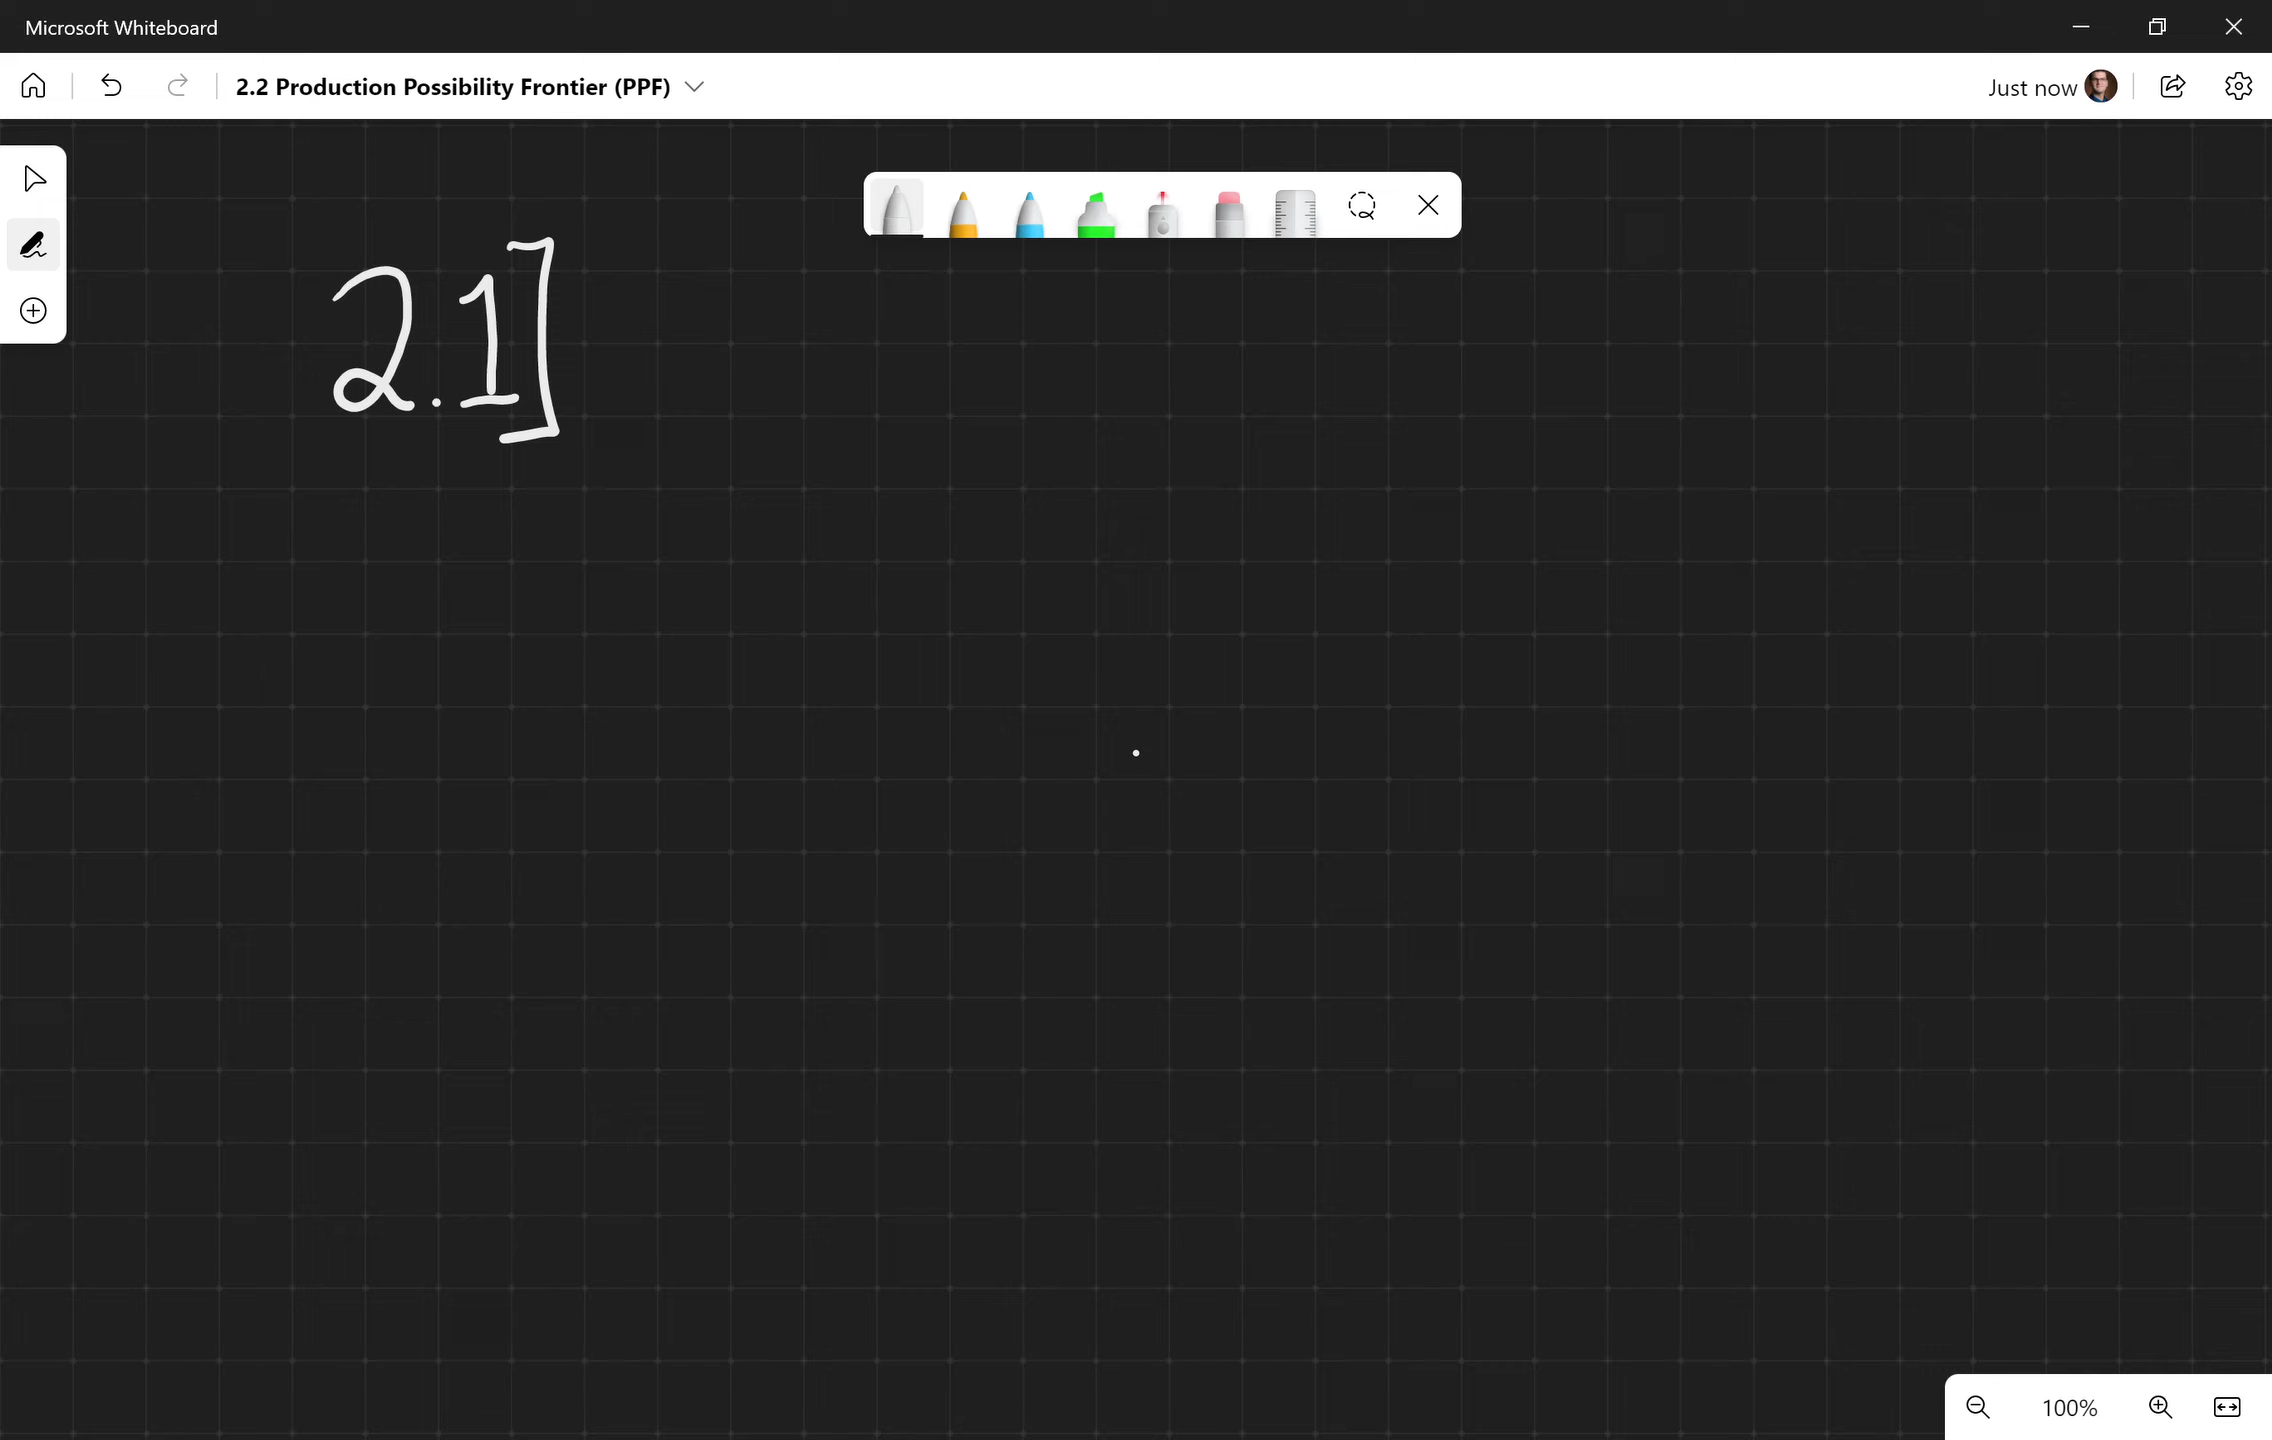 Microsoft Whiteboard
2.2 Production Possibility Frontier (PPF)
Just now
2.1]
100%